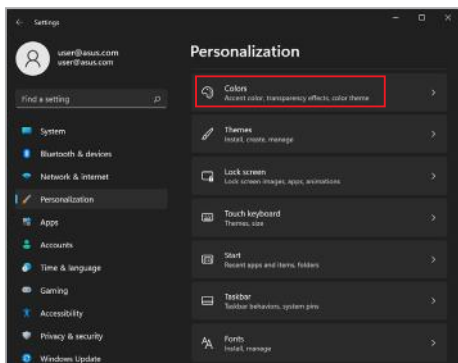 Settings
user@asus.com
user@asus.com
Find a setting
System
Bluetooth & devices
Network & internet
Personalization
Apps
Accounts
Time & language
Gaming
Accessibility
Privacy & security
Windows Update
Personalization
Colors
Accent color, transparency effects, color theme
Themes
Install, create, manage
Lock screen
Lock screen images, apps, animations
Touch keyboard
Themes, size
Start
Recent apps and items, folders
Taskbar
Taskbar behaviors, system pins
Fonts
Install, manage